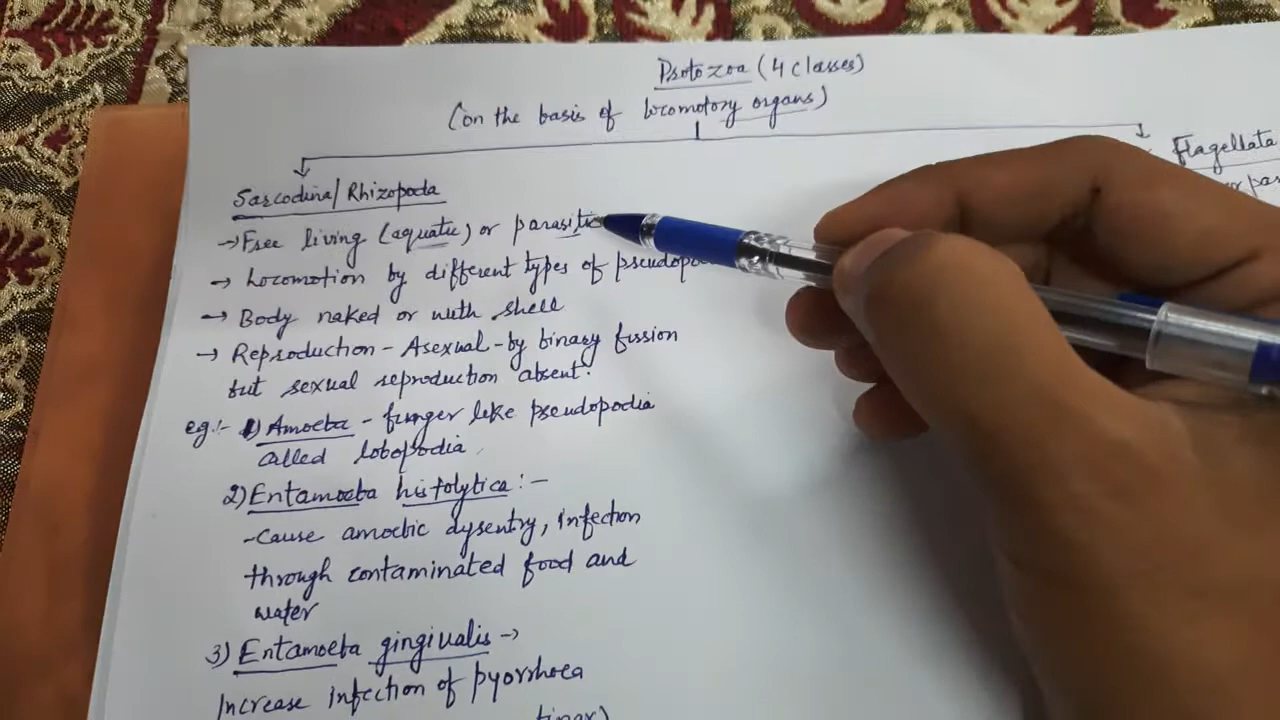 Protozoa (4 classes)
(on the basis of locomotory organs)
Sarcodina/Rhizopoda
→ Free living (aquatic) or parasitic
→ Locomotion by different types of
→ Body naked or with shell
→ Reproduction - Asexual - by binary fission
but sexual reproduction absent.
eg:- 1) Amoeba - finger like pseudopodia
called lobopodia
2) Entamoeba histolytica :-
- Cause amoebic dysentry, infection
through contaminated food and
water
3) Entamoeba gingivalis →
Increase infection of pyorrhoea
Flagellata